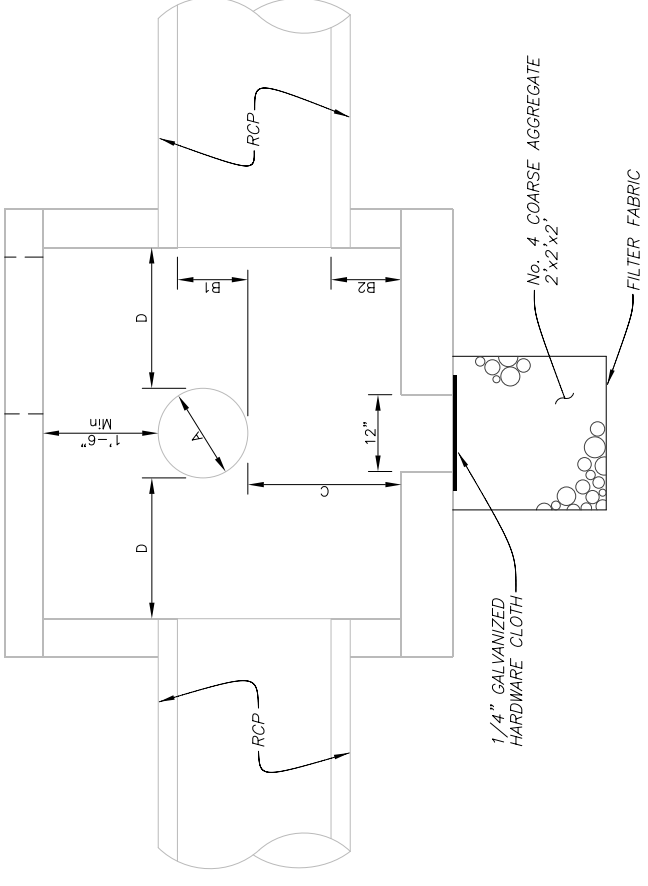 RCP
No. 4 COARSE AGGREGATE
2'x2'x2'
FILTER FABRIC
D
B1
B2
1'-6"
Min
A
12"
C
D
1/4" GALVANIZED
HARDWARE CLOTH
RCP